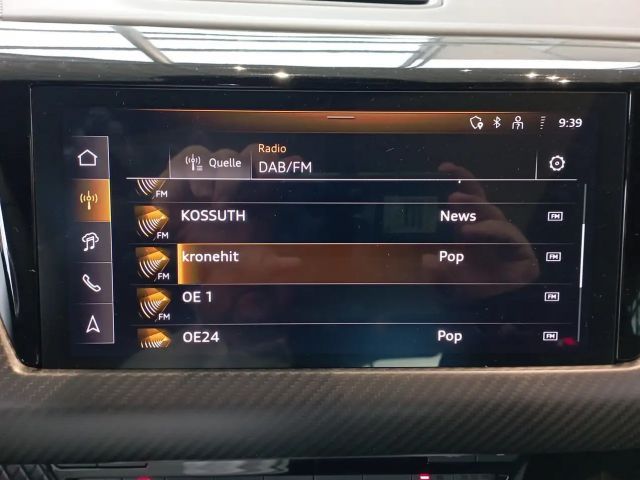 9:39
Radio
Quelle DAB/FM
FM
KOSSUTH News FM
FM
kronehit Pop FM
FM
OE 1 FM
FM
OE24 Pop FM